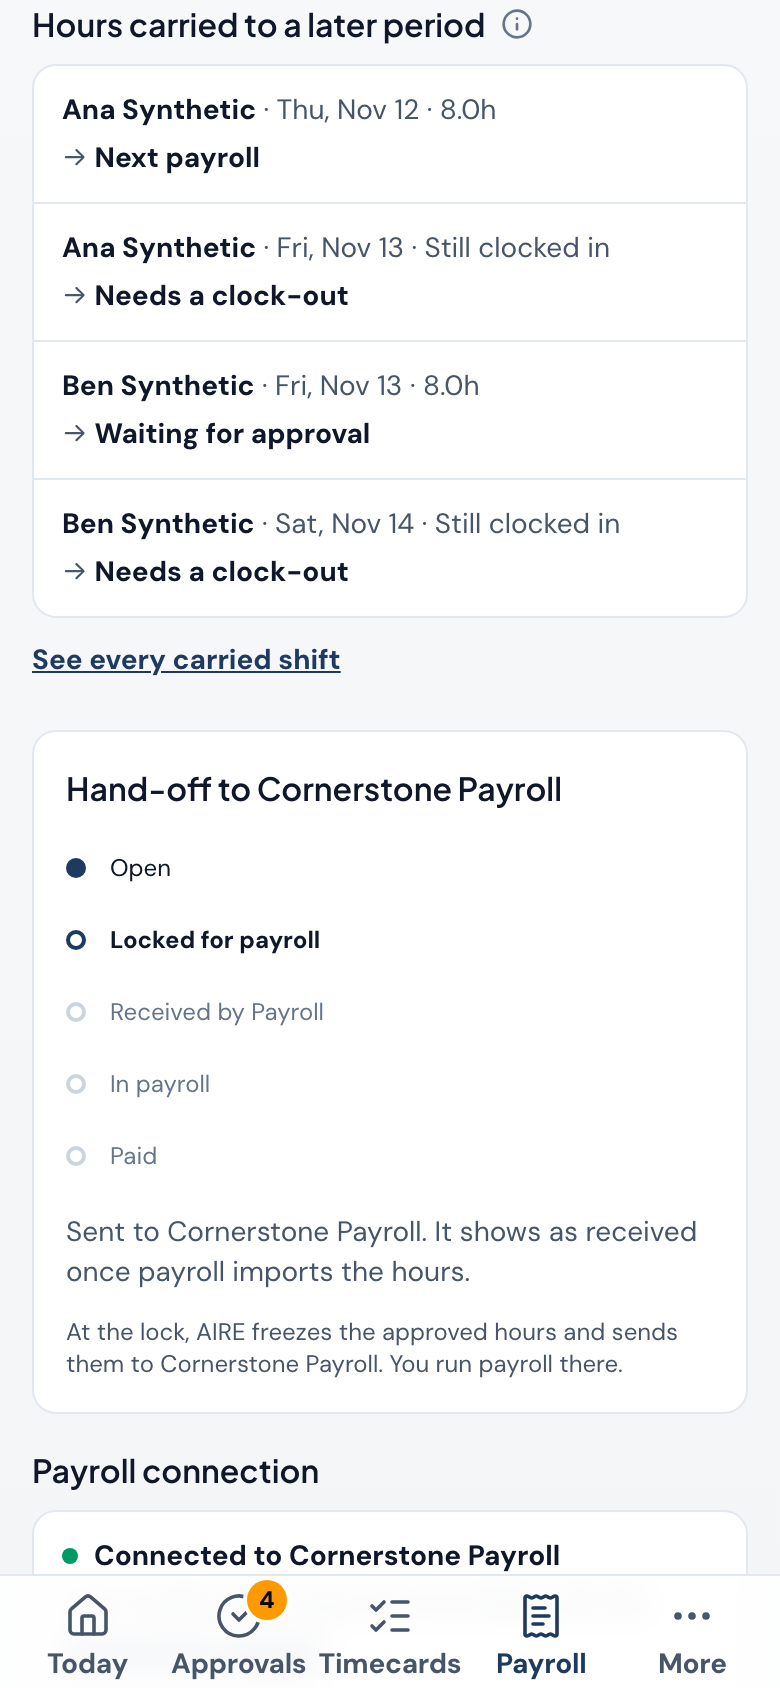 Hours carried to a later period
Ana Synthetic · Thu, Nov 12 · 8.0h
→ Next payroll
Ana Synthetic · Fri, Nov 13 · Still clocked in
→ Needs a clock-out
Ben Synthetic · Fri, Nov 13 · 8.0h
→ Waiting for approval
Ben Synthetic · Sat, Nov 14 · Still clocked in
→ Needs a clock-out
See every carried shift
Hand-off to Cornerstone Payroll
Open
Locked for payroll
Received by Payroll
In payroll
Paid
Sent to Cornerstone Payroll. It shows as received
once payroll imports the hours.
At the lock, AIRE freezes the approved hours and sends
them to Cornerstone Payroll. You run payroll there.
Payroll connection
Connected to Cornerstone Payroll
4
Today Approvals Timecards Payroll More